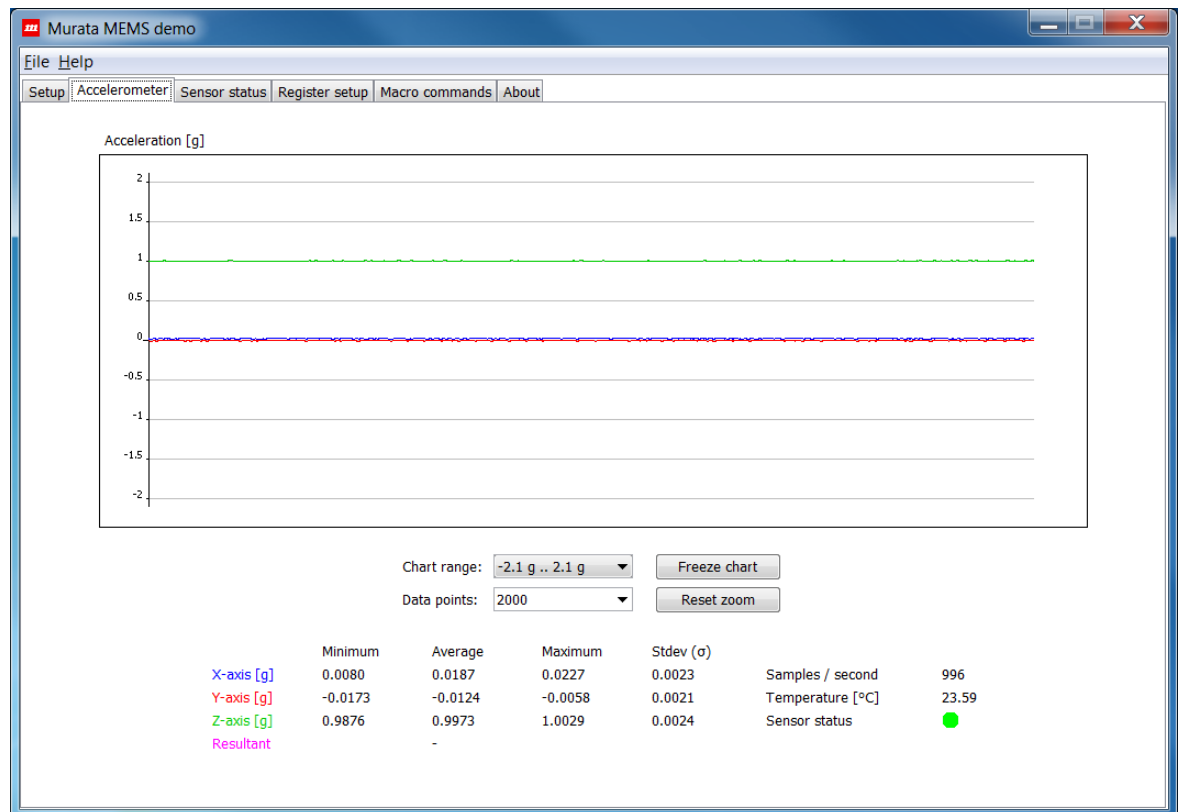 m Murata MEMS demo
File Help
Setup Accelerometer Sensor status Register setup Macro commands About
Acceleration [g]
2
1.5
1
0.5
0
-0.5
-1
-1.5
-2
Chart range: -2.1 g .. 2.1 g Freeze chart
Data points: 2000 Reset zoom
Minimum Average Maximum Stdev (σ)
X-axis [g] 0.0080 0.0187 0.0227 0.0023 Samples / second 996
Y-axis [g] -0.0173 -0.0124 -0.0058 0.0021 Temperature [°C] 23.59
Z-axis [g] 0.9876 0.9973 1.0029 0.0024 Sensor status
Resultant -